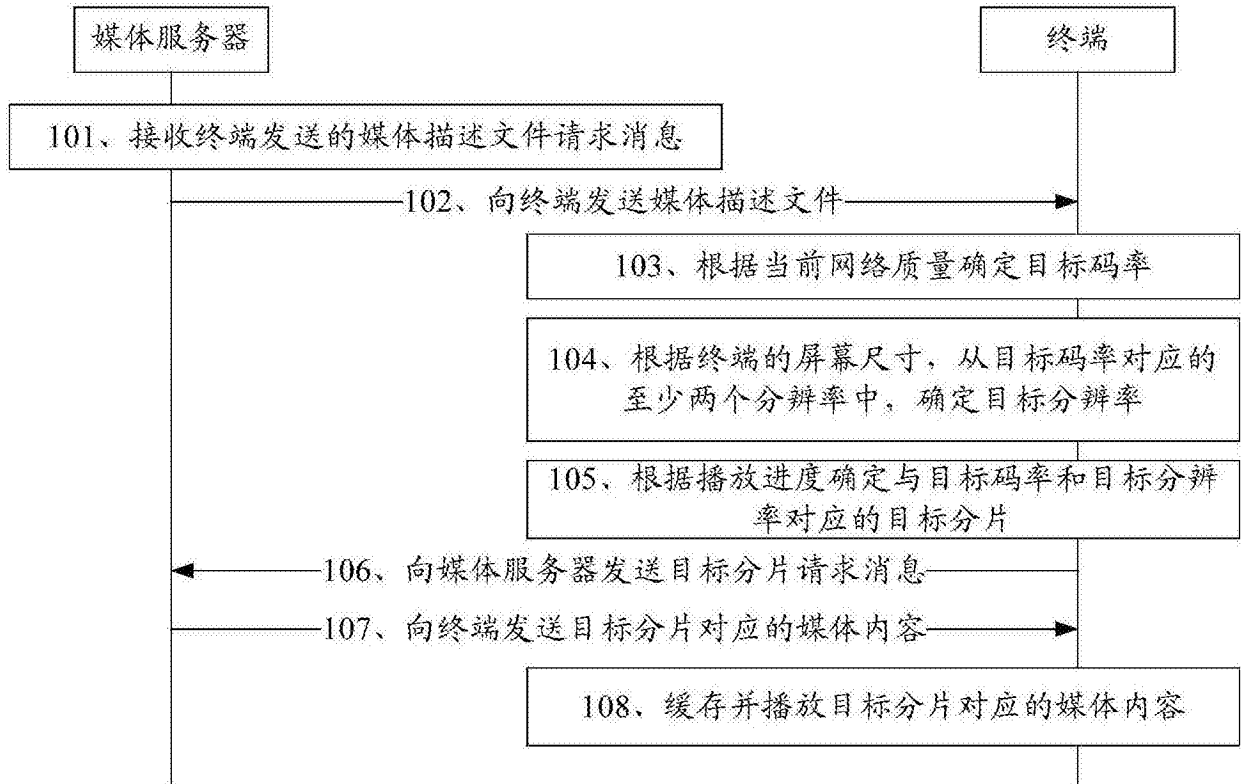 媒体服务器
终端
101、接收终端发送的媒体描述文件请求消息
102、向终端发送媒体描述文件
103、根据当前网络质量确定目标码率
104、根据终端的屏幕尺寸，从目标码率对应的
至少两个分辨率中，确定目标分辨率
105、根据播放进度确定与目标码率和目标分辨
率对应的目标分片
106、向媒体服务器发送目标分片请求消息
107、向终端发送目标分片对应的媒体内容
108、缓存并播放目标分片对应的媒体内容